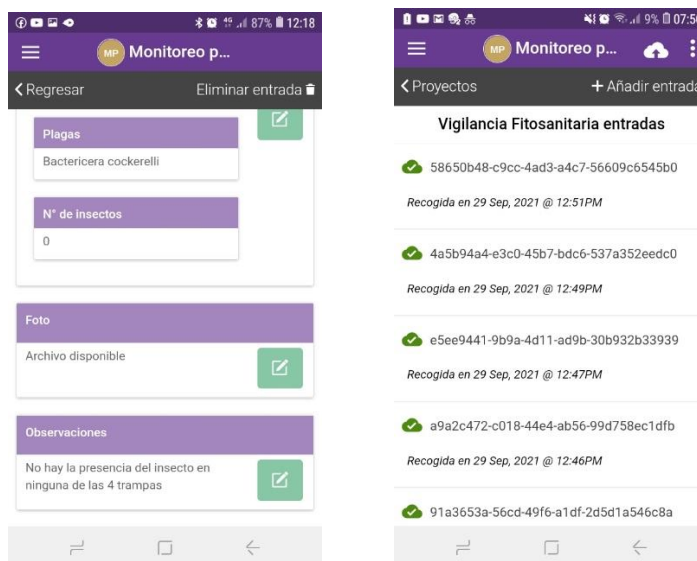 87% 12:18
MP Monitoreo p...
Regresar Eliminar entrada
Plagas
Bactericera cockerelli
N° de insectos
0
Foto
Archivo disponible
Observaciones
No hay la presencia del insecto en
ninguna de las 4 trampas
9% 07:50
MP Monitoreo p...
Proyectos + Añadir entrada
Vigilancia Fitosanitaria entradas
58650b48-c9cc-4ad3-a4c7-56609c6545b0
Recogida en 29 Sep, 2021 @ 12:51PM
4a5b94a4-e3c0-45b7-bdc6-537a352eedc0
Recogida en 29 Sep, 2021 @ 12:49PM
e5ee9441-9b9a-4d11-ad9b-30b932b33939
Recogida en 29 Sep, 2021 @ 12:47PM
a9a2c472-c018-44e4-ab56-99d758ec1dfb
Recogida en 29 Sep, 2021 @ 12:46PM
91a3653a-56cd-49f6-a1df-2d5d1a546c8a